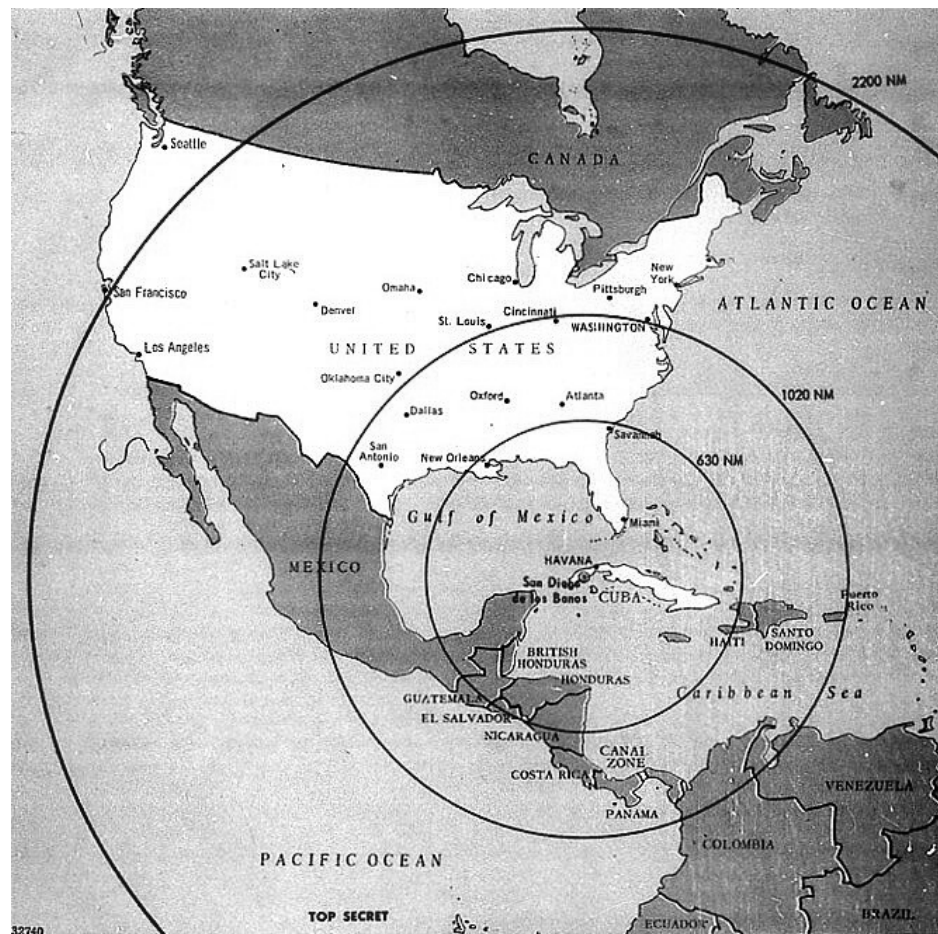 2200 NM
Seattle
CANADA
Salt Lake
City
San Francisco
Omaha
Chicago
New
York
Pittsburgh
Denvel
Cincinnati
ATLANTIC OCEAN
St. Louis
WASHINGTON
Los Angeles
UNITED STATES
Oklahoma City
1020 NM
Oxford
Atlanta
Dallas
San
Antonio
Savannah
New Orleans
630 NM
Gulf of Mexico
Miami
MEXICO
HAVANA
San Diego
de los Banos
CUBA
Puerto
Rico
HAITI
SANTO
DOMINGO
BRITISH
HONDURAS
HONDURAS
Caribbean Sea
GUATEMALA
EL SALVADOR
NICARAGUA
CANAL
ZONE
COSTA RICA
VENEZUELA
PANAMA
COLOMBIA
PACIFIC OCEAN
TOP SECRET
BRAZIL
ECUADOR
32740